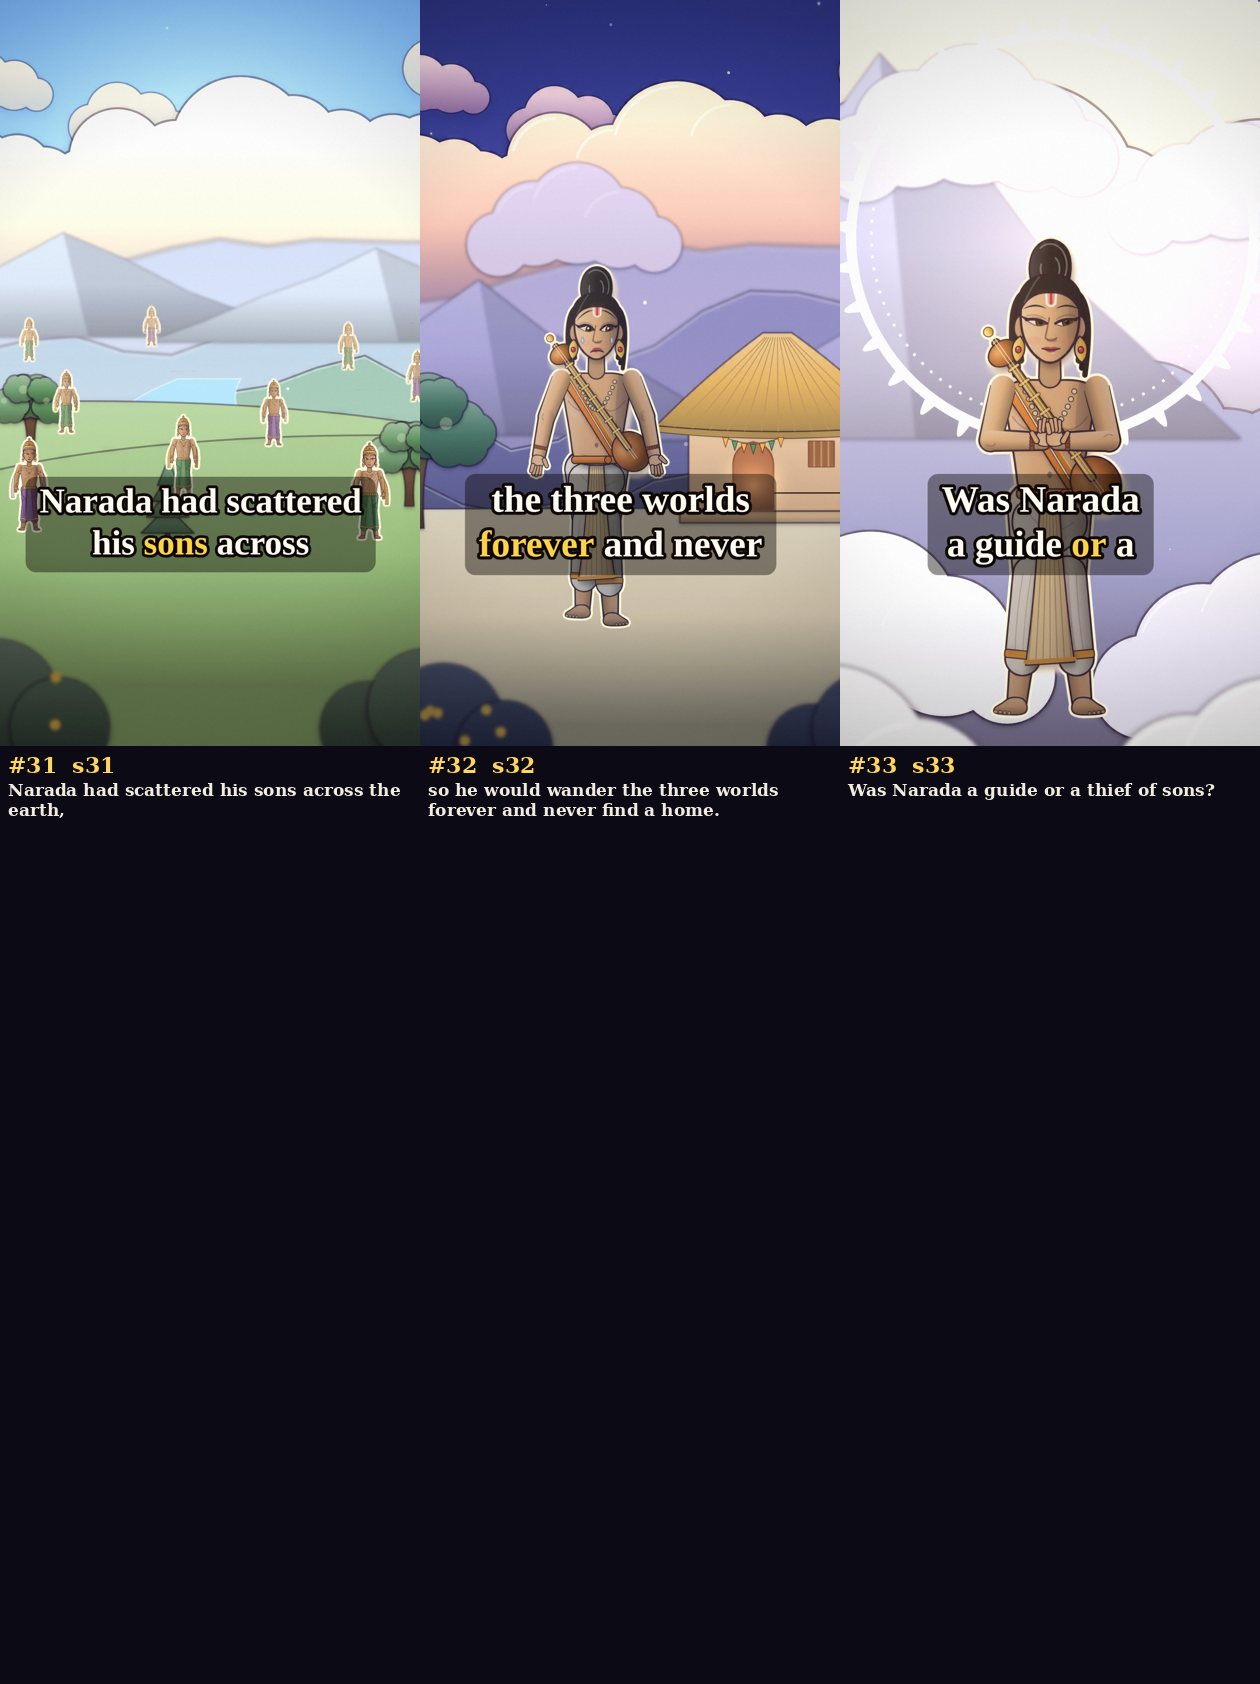 Narada had scattered
his sons across
the three worlds
forever and never
Was Narada
a guide or a
#31 s31
Narada had scattered his sons across the
earth,
#32 s32
so he would wander the three worlds
forever and never find a home.
#33 s33
Was Narada a guide or a thief of sons?